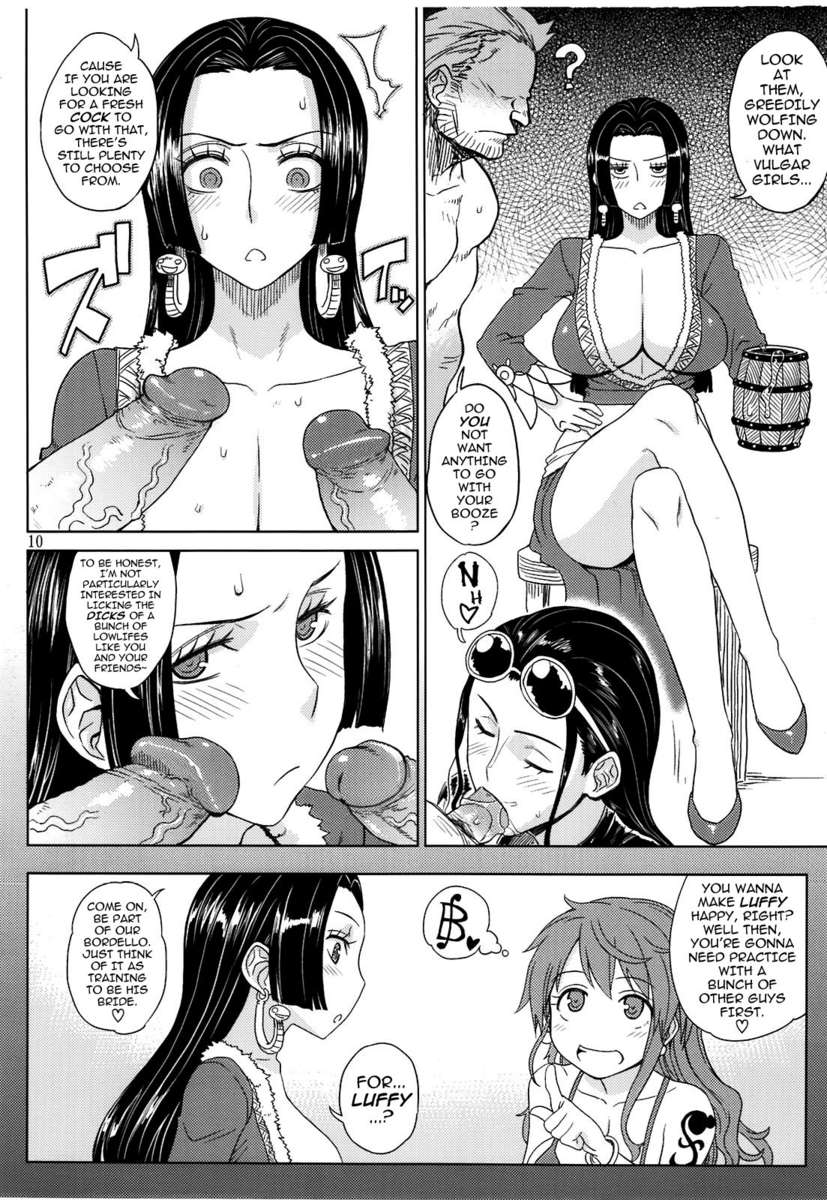 LOOK
AT
THEM,
GREEDILY
WOLFING
DOWN.
WHAT
VULGAR
GIRLS...
?
DO
YOU
NOT
WANT
ANYTHING
TO GO
WITH
YOUR
BOOZE
?
NH
♡
CAUSE
IF YOU ARE
LOOKING
FOR A FRESH
COCK TO
GO WITH THAT,
THERE'S
STILL PLENTY
TO CHOOSE
FROM.
ズイッ
10
TO BE HONEST,
I'M NOT
PARTICULARLY
INTERESTED IN
LICKING THE
DICKS OF A
BUNCH OF
LOWLIFES
LIKE YOU
AND YOUR
FRIENDS~
YOU WANNA
MAKE LUFFY
HAPPY, RIGHT?
WELL THEN,
YOU'RE GONNA
NEED PRACTICE
WITH A
BUNCH OF
OTHER GUYS
FIRST.
♡
FOR...
LUFFY
...?
COME ON,
BE PART OF
OUR
BORDELLO.
JUST THINK
OF IT AS
TRAINING
TO BE HIS
BRIDE.
♡